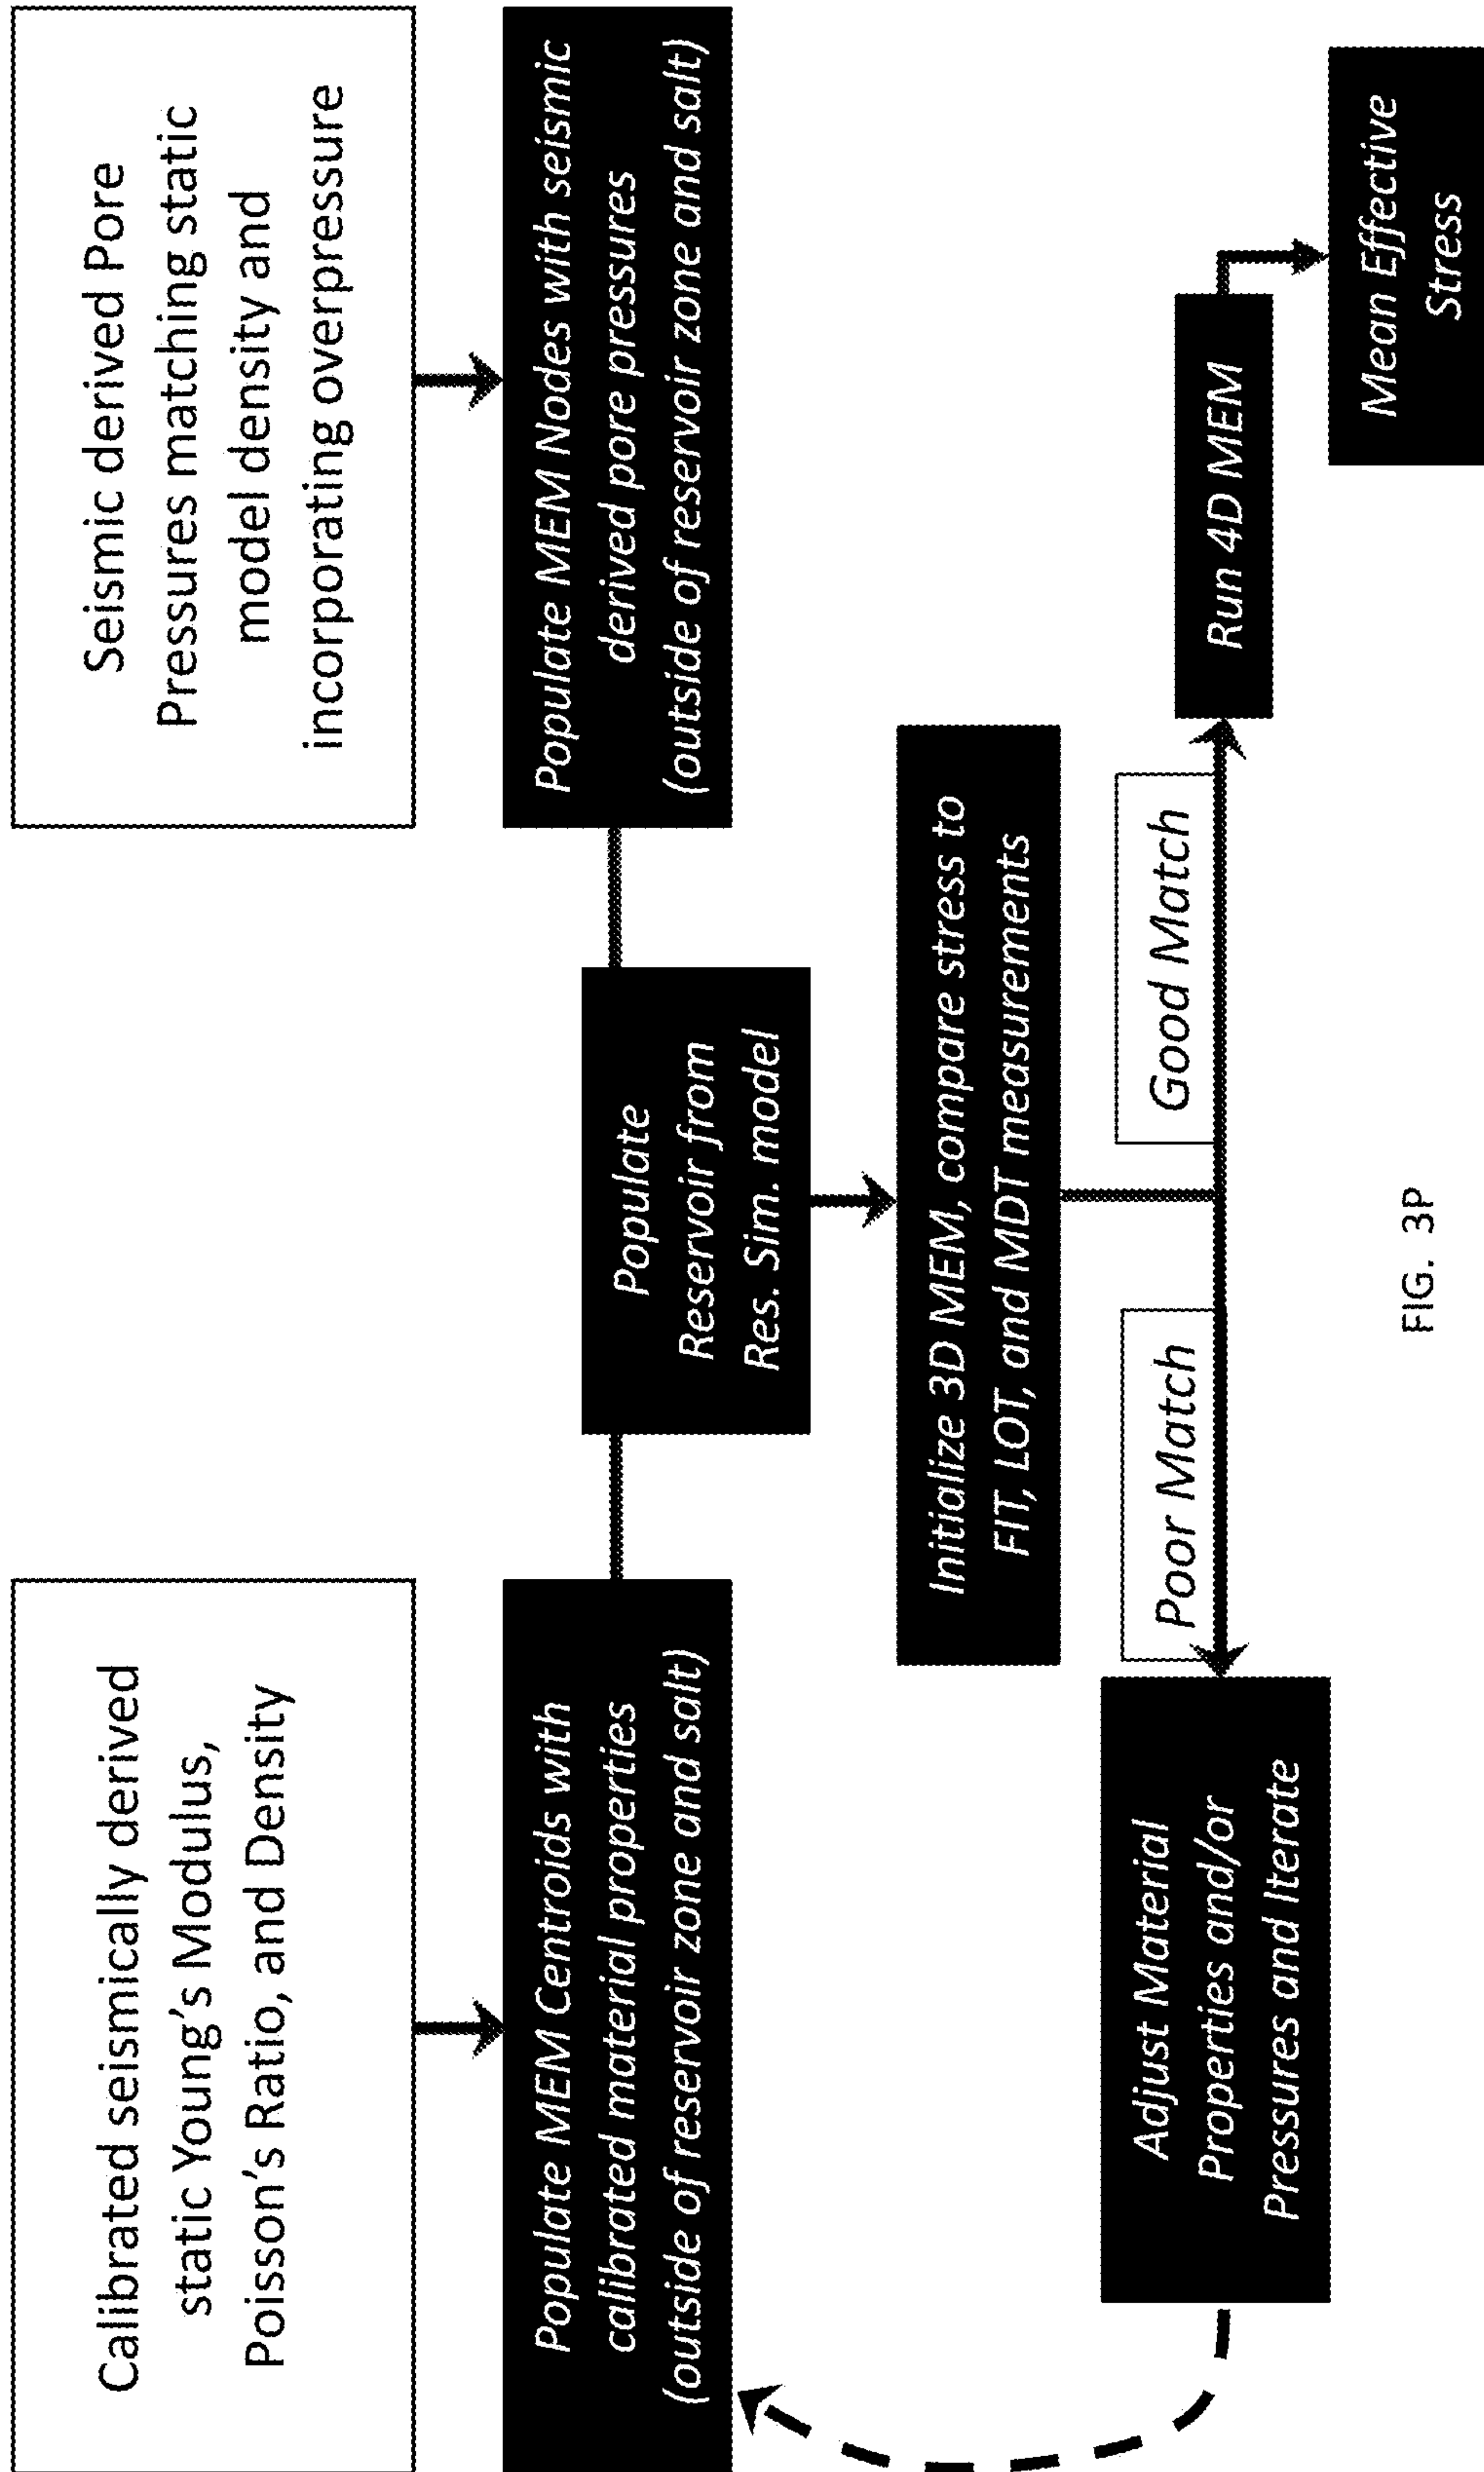 Calibrated seismically derived
static Young's Modulus,
Poisson's Ratio, and Density
Seismic derived Pore
Pressures matching static
model density and
incorporating overpressure
Populate MEM Centroids with
calibrated material properties
(outside of reservoir zone and salt)
Populate
Reservoir from
Res. Sim. model
Populate MEM Nodes with seismic
derived pore pressures
(outside of reservoir zone and salt)
Initialize 3D MEM, compare stress to
FIT, LOT, and MDT measurements
Poor Match
Good Match
Adjust Material
Properties and/or
Pressures and Iterate
Run 4D MEM
Mean Effective
Stress
FIG. 3P